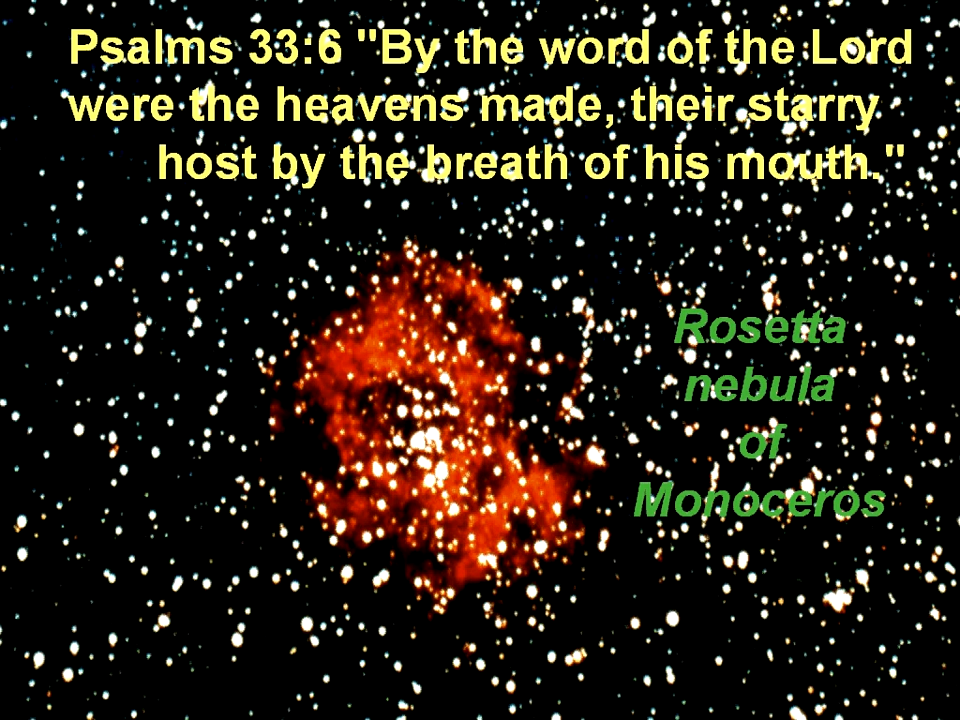 Psalms 33:6 "By the word of the Lord
were the heavens made, their starry
host by the breath of his mouth."
Rosetta
nebula
of
Monoceros